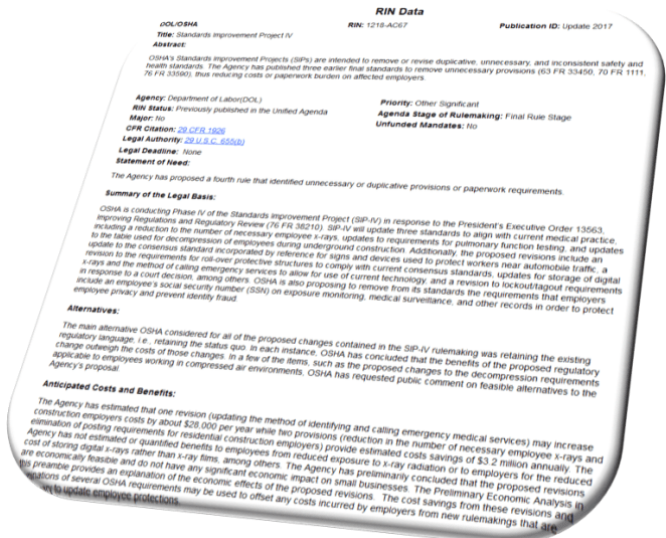 RIN Data
DOL/OSHA RIN: 1218-AC67 Publication ID: Update 2017
Title: Standards Improvement Project IV
Abstract:
OSHA's Standards Improvement Projects (SIPs) are intended to remove or revise duplicative, unnecessary, and inconsistent safety and
health standards. The Agency has published three earlier final standards to remove unnecessary provisions (63 FR 33450, 70 FR 1111,
76 FR 33590), thus reducing costs or paperwork burden on affected employers.
Agency: Department of Labor(DOL) Priority: Other Significant
RIN Status: Previously published in the Unified Agenda Agenda Stage of Rulemaking: Final Rule Stage
Major: No Unfunded Mandates: No
CFR Citation: 29 CFR 1926
Legal Authority: 29 U.S.C. 655(b)
Legal Deadline: None
Statement of Need:
The Agency has proposed a fourth rule that identified unnecessary or duplicative provisions or paperwork requirements.
Summary of the Legal Basis:
OSHA is conducting Phase IV of the Standards Improvement Project (SIP-IV) in response to the President's Executive Order 13563,
Improving Regulations and Regulatory Review (76 FR 38210). SIP-IV will update three standards to align with current medical practice,
including a reduction to the number of necessary employee x-rays, updates to requirements for pulmonary function testing, and updates
to the table used for decompression of employees during underground construction. Additionally, the proposed revisions include an
update to the consensus standard incorporated by reference for signs and devices used to protect workers near automobile traffic, a
revision to the requirements for roll-over protective structures to comply with current consensus standards, updates for storage of digital
x-rays and the method of calling emergency services to allow for use of current technology, and a revision to lockout/tagout requirements
in response to a court decision, among others. OSHA is also proposing to remove from its standards the requirements that employers
include an employee's social security number (SSN) on exposure monitoring, medical surveillance, and other records in order to protect
employee privacy and prevent identity fraud.
Alternatives:
The main alternative OSHA considered for all of the proposed changes contained in the SIP-IV rulemaking was retaining the existing
regulatory language, i.e., retaining the status quo. In each instance, OSHA has concluded that the benefits of the proposed regulatory
change outweigh the costs of those changes. In a few of the items, such as the proposed changes to the decompression requirements
applicable to employees working in compressed air environments, OSHA has requested public comment on feasible alternatives to the
Agency's proposal.
Anticipated Costs and Benefits:
The Agency has estimated that one revision (updating the method of identifying and calling emergency medical services) may increase
construction employers costs by about $28,000 per year while two provisions (reduction in the number of necessary employee x-rays and
elimination of posting requirements for residential construction employers) provide estimated costs savings of $3.2 million annually. The
Agency has not estimated or quantified benefits to employees from reduced exposure to x-ray radiation or to employers for the reduced
cost of storing digital x-rays rather than x-ray films, among others. The Agency has preliminarily concluded that the proposed revisions
are economically feasible and do not have any significant economic impact on small businesses. The Preliminary Economic Analysis in
this preamble provides an explanation of the economic effects of the proposed revisions. The cost savings from these revisions and
of several OSHA requirements may be used to offset any costs incurred by employers from new rulemakings that are
to update employee protections.